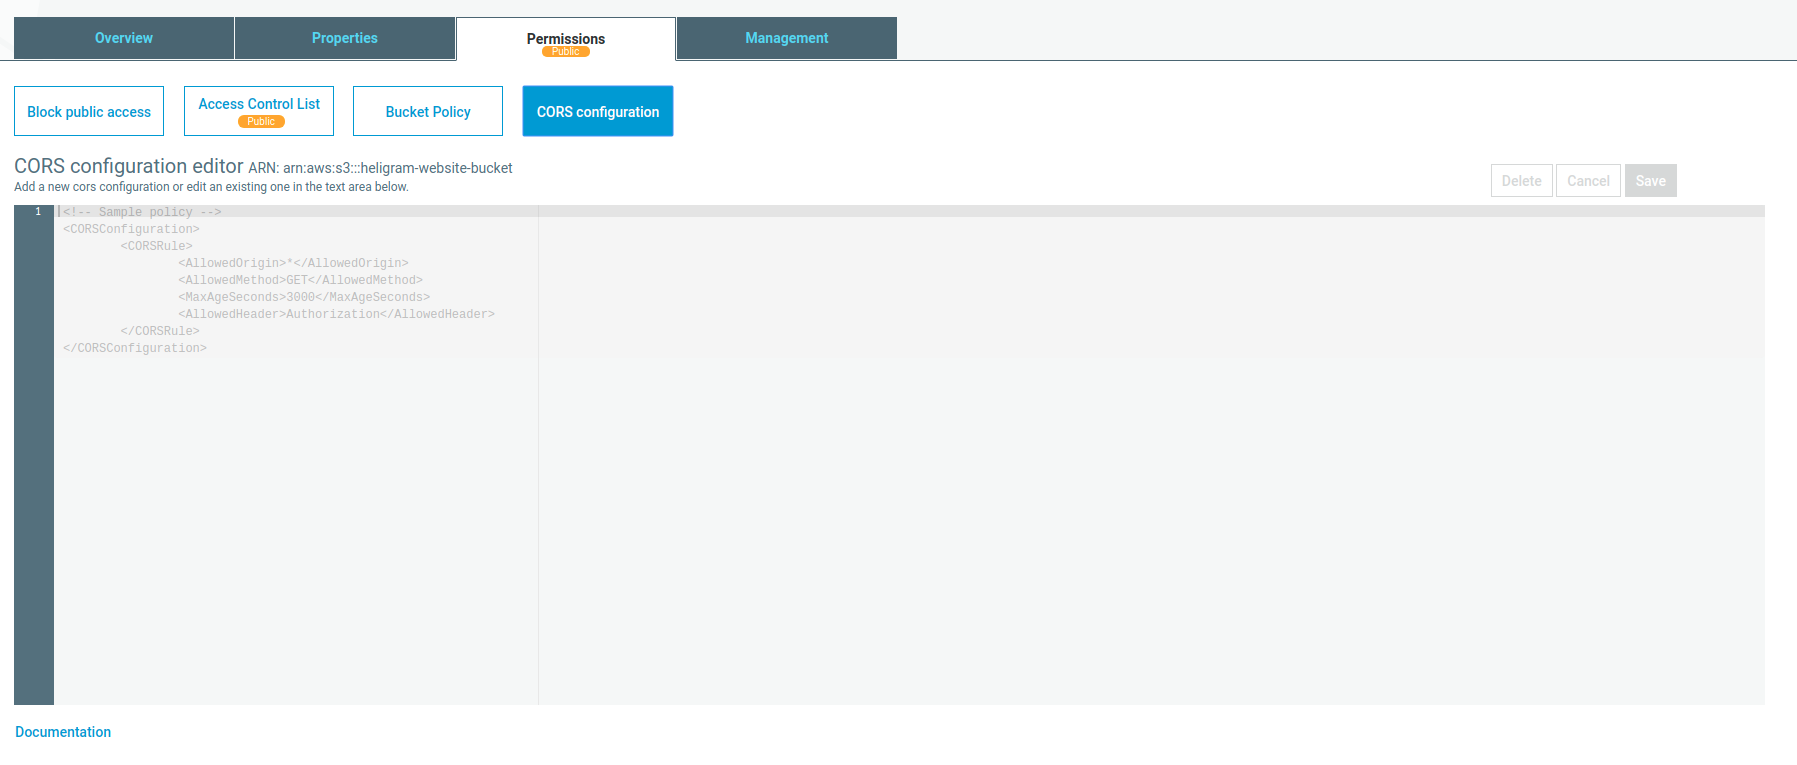 Overview Properties Permissions Management
Public
Block public access Access Control List Bucket Policy CORS configuration
Public
CORS configuration editor ARN: arn:aws:s3:::heligram-website-bucket
Add a new cors configuration or edit an existing one in the text area below.
Delete Cancel Save
1 <!-- Sample policy -->
<CORSConfiguration>
<CORSRule>
<AllowedOrigin>*</AllowedOrigin>
<AllowedMethod>GET</AllowedMethod>
<MaxAgeSeconds>3000</MaxAgeSeconds>
<AllowedHeader>Authorization</AllowedHeader>
</CORSRule>
</CORSConfiguration>
Documentation